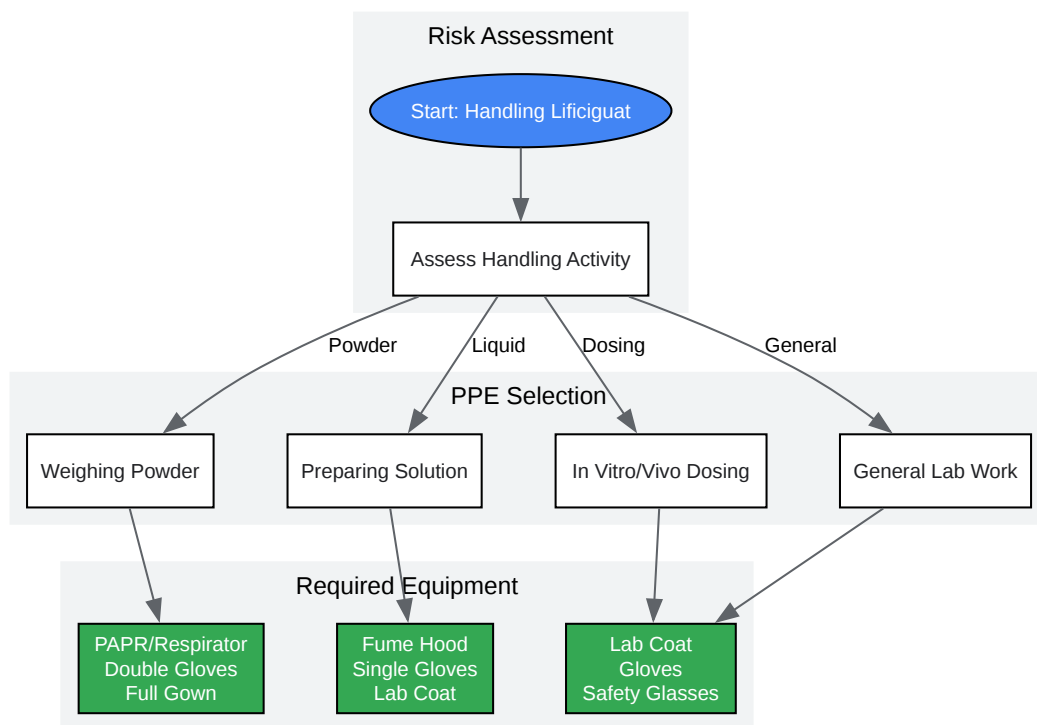 Risk Assessment
Start: Handling Lificiguat
Assess Handling Activity
Powder
Liquid
Dosing
General
PPE Selection
Weighing Powder
Preparing Solution
In Vitro/Vivo Dosing
General Lab Work
Required Equipment
PAPR/Respirator
Double Gloves
Full Gown
Fume Hood
Single Gloves
Lab Coat
Lab Coat
Gloves
Safety Glasses